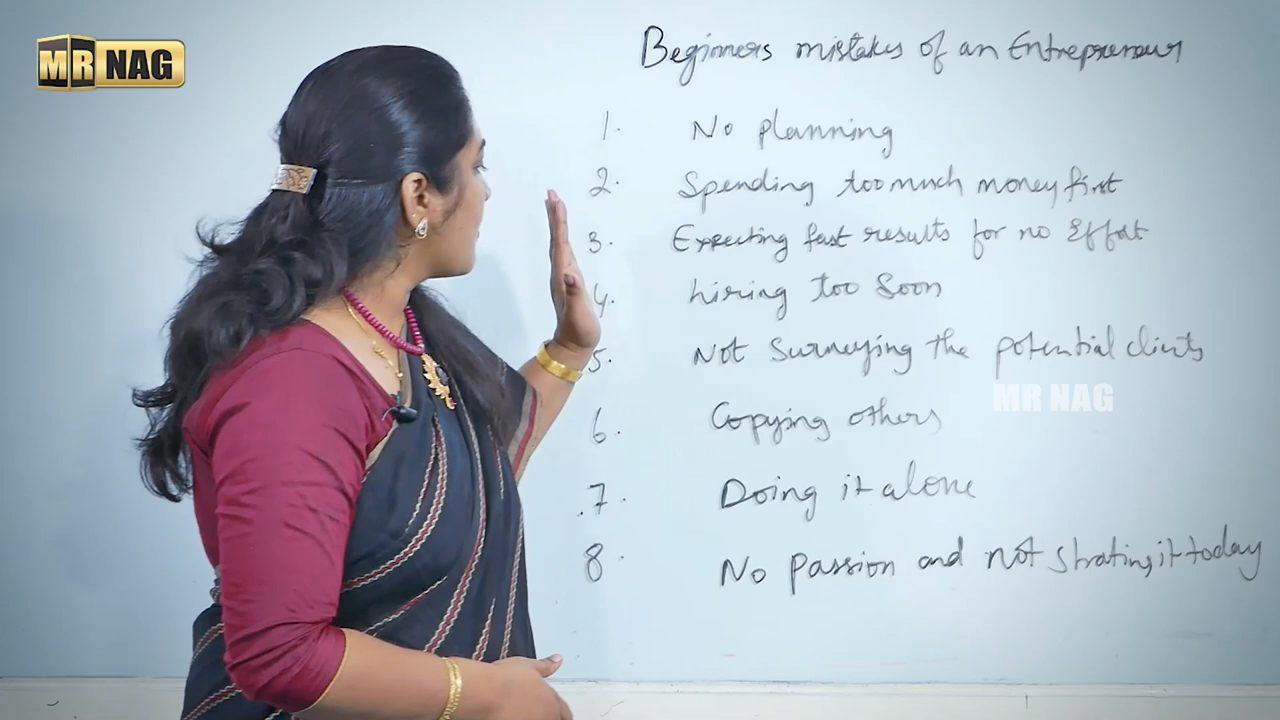 MR NAG
Beginners mistakes of an Entrepreneur
1. No planning
2. Spending too much money first
3. Expecting fast results for no Effort
4. hiring too Soon
5. Not Surveying the potential clients
MR NAG
6. Copying others
7. Doing it alone
8. No passion and not strating it today